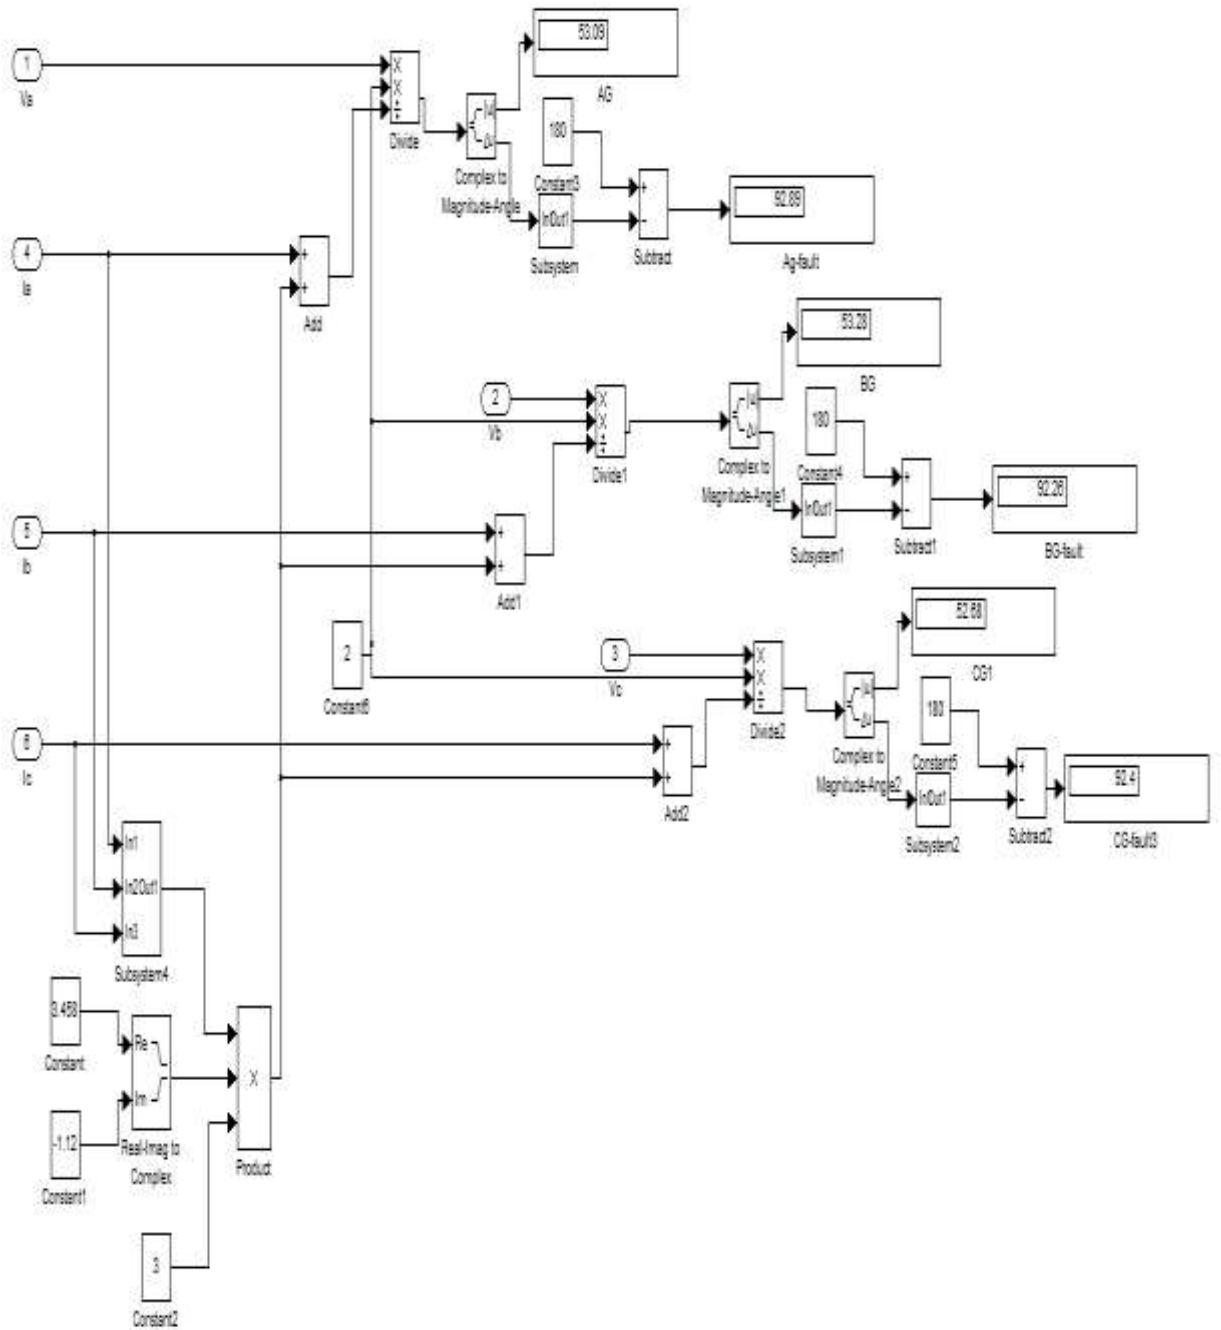 53.09
AG
1
Va
X
X
÷
Divide
|u|
∠u
Complex to
Magnitude-Angle
180
Constant3
In1Out1
Subsystem
+
−
Subtract
92.89
Ag-fault
4
Ia
+
+
Add
53.28
BG
2
Vb
X
X
÷
Divide1
|u|
∠u
Complex to
Magnitude-Angle1
180
Constant4
In1Out1
Subsystem1
+
−
Subtract1
92.26
BG-fault
5
Ib
+
+
Add1
52.68
CG1
2
3
Vc
X
X
÷
Divide2
|u|
∠u
Complex to
Magnitude-Angle2
180
Constant5
In1Out1
Subsystem2
+
−
Subtract2
92.4
CG-fault3
6
Ic
+
+
Add2
In1
In2Out1
In3
Subsystem4
3.458
Constant
Re
Im
Real-Imag to
Complex
-1.12
Constant1
X
Product
3
Constant2